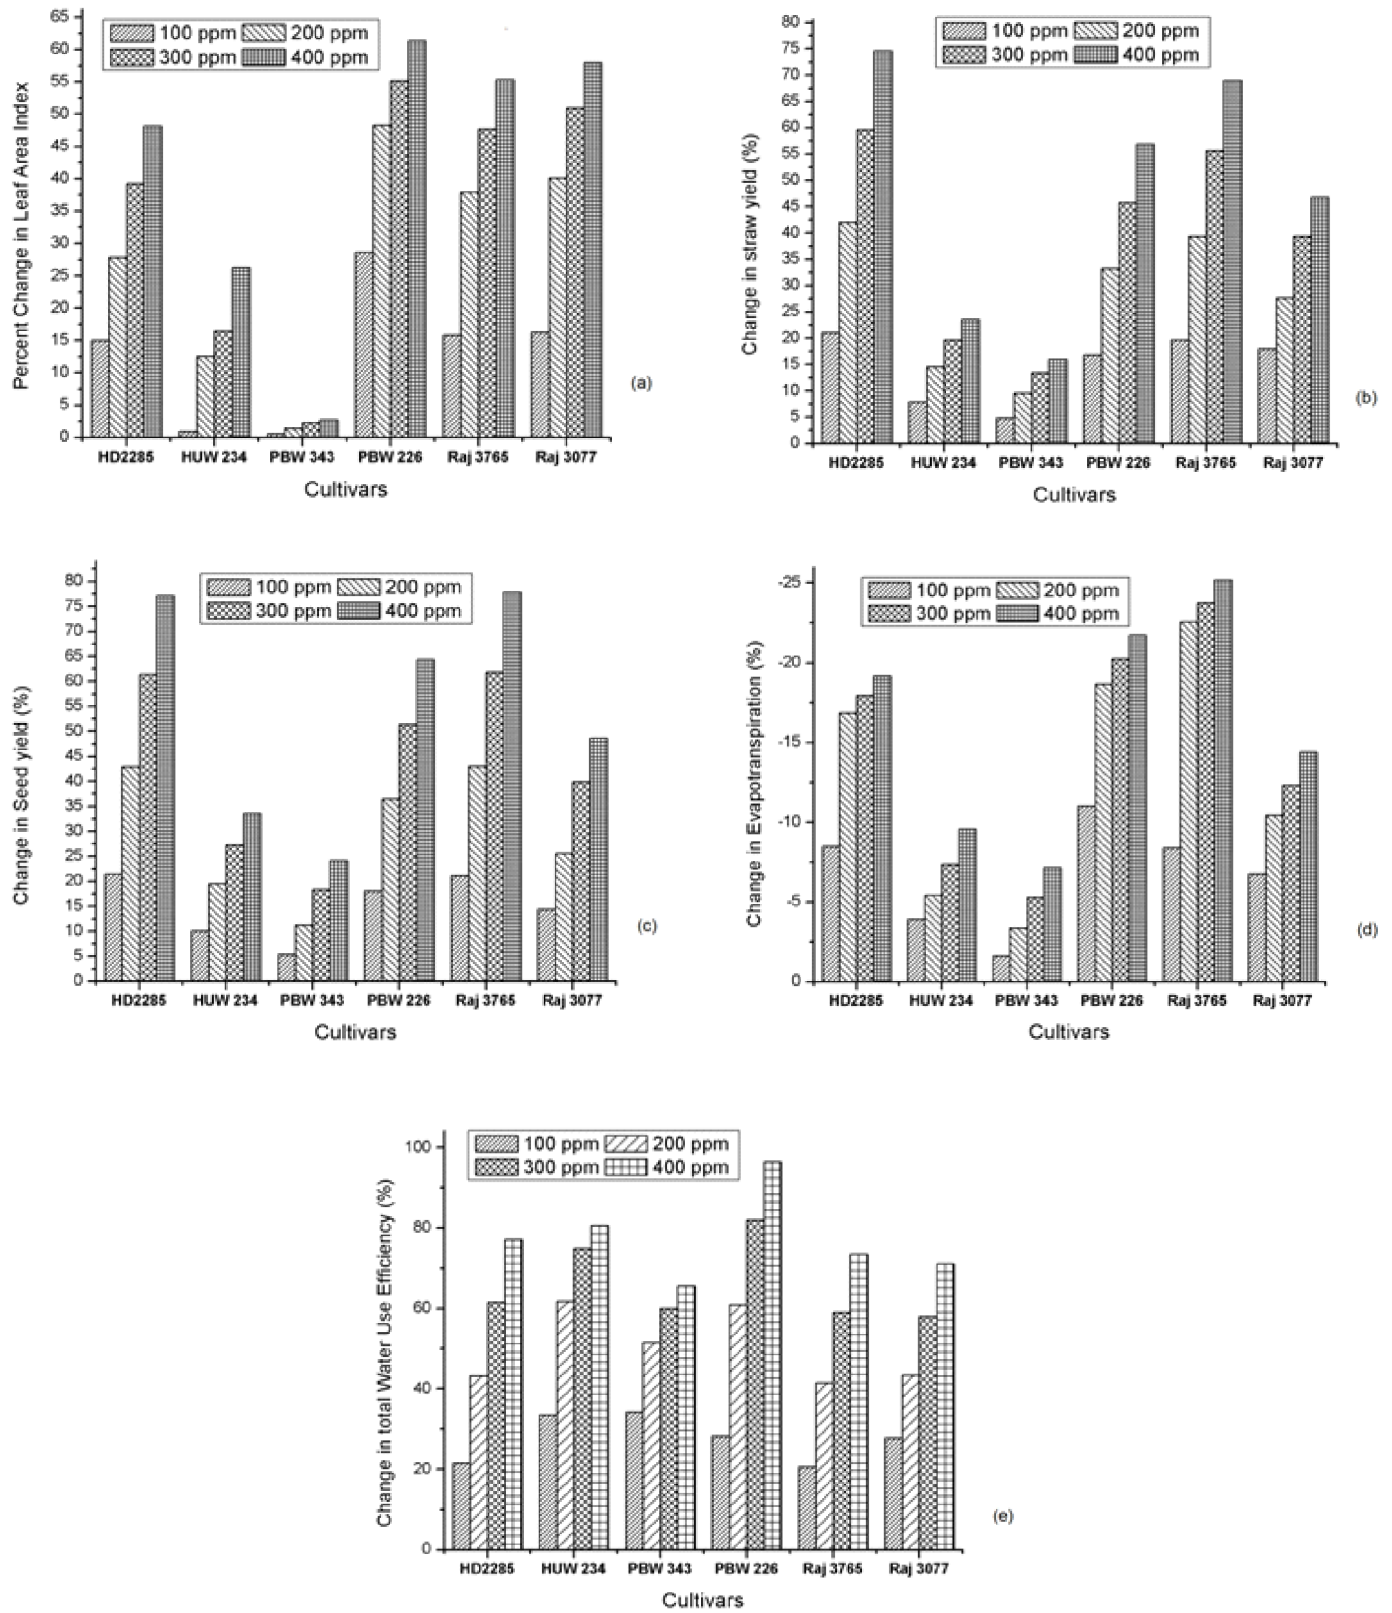 65
60
55
50
45
40
35
30
25
20
15
10
5
0
Percent Change in Leaf Area Index
100 ppm 200 ppm
300 ppm 400 ppm
HD2285 HUW 234 PBW 343 PBW 226 Raj 3765 Raj 3077
Cultivars
(a)
80
75
70
65
60
55
50
45
40
35
30
25
20
15
10
5
0
Change in straw yield (%)
100 ppm 200 ppm
300 ppm 400 ppm
HD2285 HUW 234 PBW 343 PBW 226 Raj 3765 Raj 3077
Cultivars
(b)
80
75
70
65
60
55
50
45
40
35
30
25
20
15
10
5
0
Change in Seed yield (%)
100 ppm 200 ppm
300 ppm 400 ppm
HD2285 HUW 234 PBW 343 PBW 226 Raj 3765 Raj 3077
Cultivars
(c)
-25
-20
-15
-10
-5
0
Change in Evapotranspiration (%)
100 ppm 200 ppm
300 ppm 400 ppm
HD2285 HUW 234 PBW 343 PBW 226 Raj 3765 Raj 3077
Cultivars
(d)
100
80
60
40
20
0
Change in total Water Use Efficiency (%)
100 ppm 200 ppm
300 ppm 400 ppm
HD2285 HUW 234 PBW 343 PBW 226 Raj 3765 Raj 3077
Cultivars
(e)